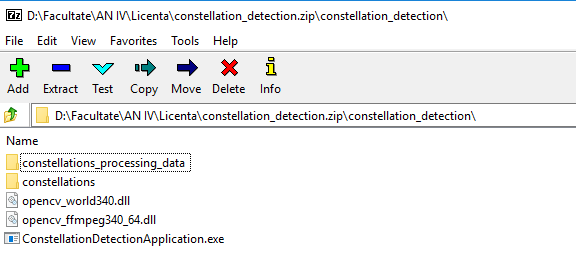 7z D:\Facultate\AN IV\Licenta\constellation_detection.zip\constellation_detection\
File Edit View Favorites Tools Help
Add Extract Test Copy Move Delete Info
D:\Facultate\AN IV\Licenta\constellation_detection.zip\constellation_detection\
Name
constellations_processing_data
constellations
opencv_world340.dll
opencv_ffmpeg340_64.dll
ConstellationDetectionApplication.exe